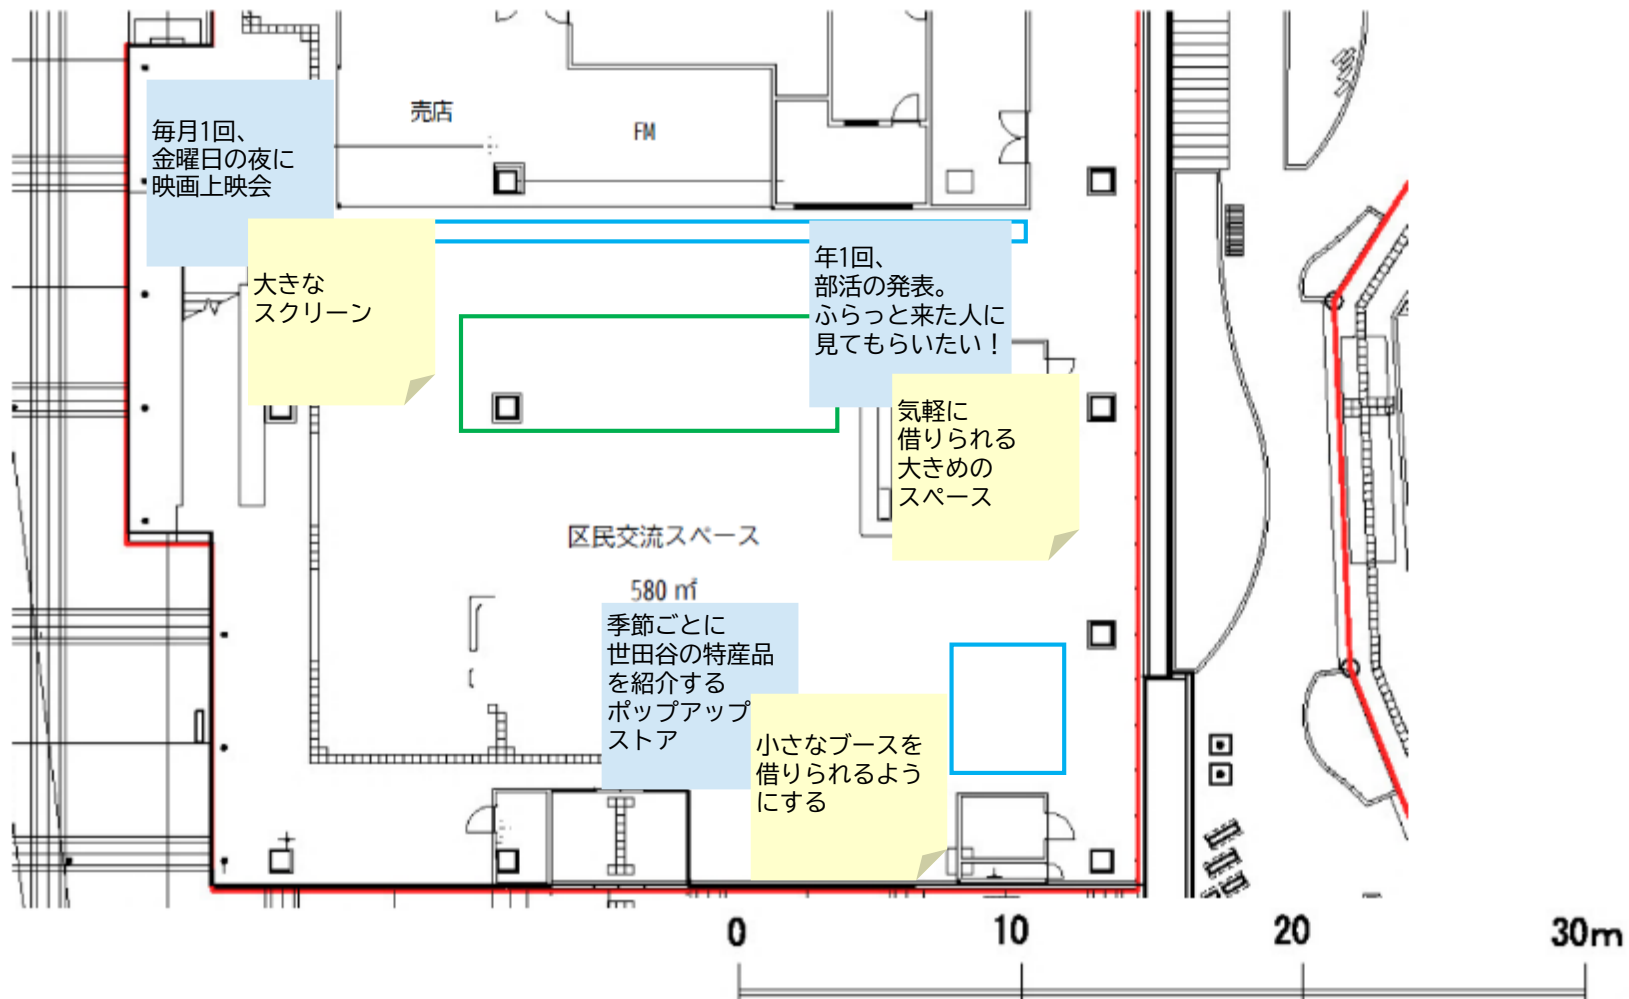 売店
FM
毎月1回、
金曜日の夜に
映画上映会
大きな
スクリーン
年1回、
部活の発表。
ふらっと来た人に
見てもらいたい！
気軽に
借りられる
大きめの
スペース
区民交流スペース
580 ㎡
季節ごとに
世田谷の特産品
を紹介する
ポップアップ
ストア
小さなブースを
借りられるよう
にする
0 10 20 30m